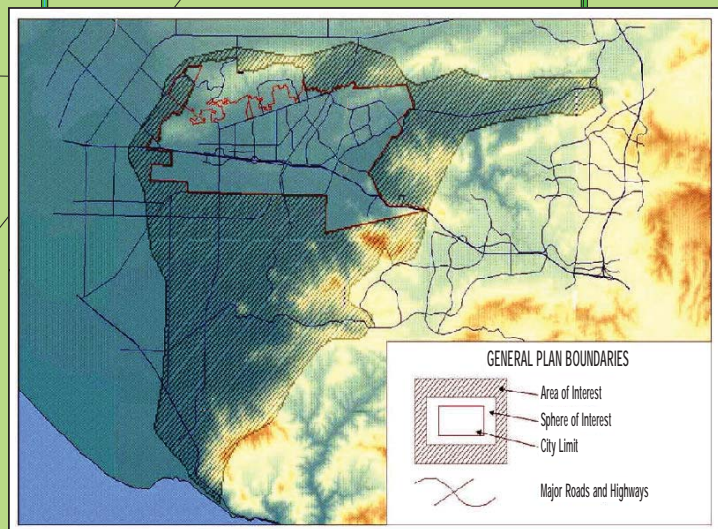 GENERAL PLAN BOUNDARIES
Area of Interest
Sphere of Interest
City Limit
Major Roads and Highways